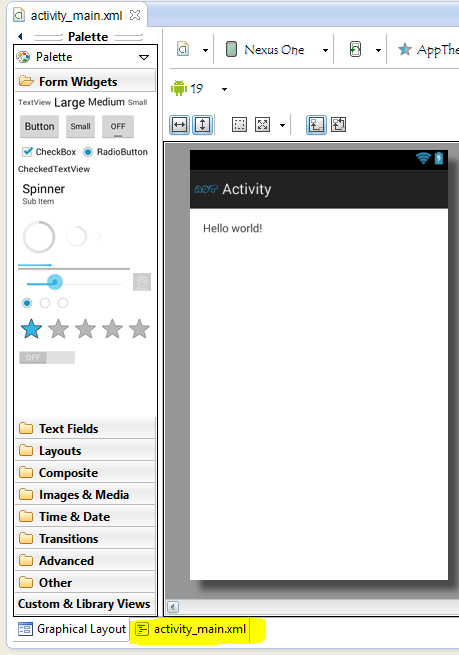 activity_main.xml
Palette
Nexus One
AppThe
Palette
Form Widgets
19
TextView Large Medium Small
Button Small OFF
CheckBox RadioButton
CheckedTextView
Spinner
Sub Item
Activity
Hello world!
OFF
Text Fields
Layouts
Composite
Images & Media
Time & Date
Transitions
Advanced
Other
Custom & Library Views
Graphical Layout activity_main.xml